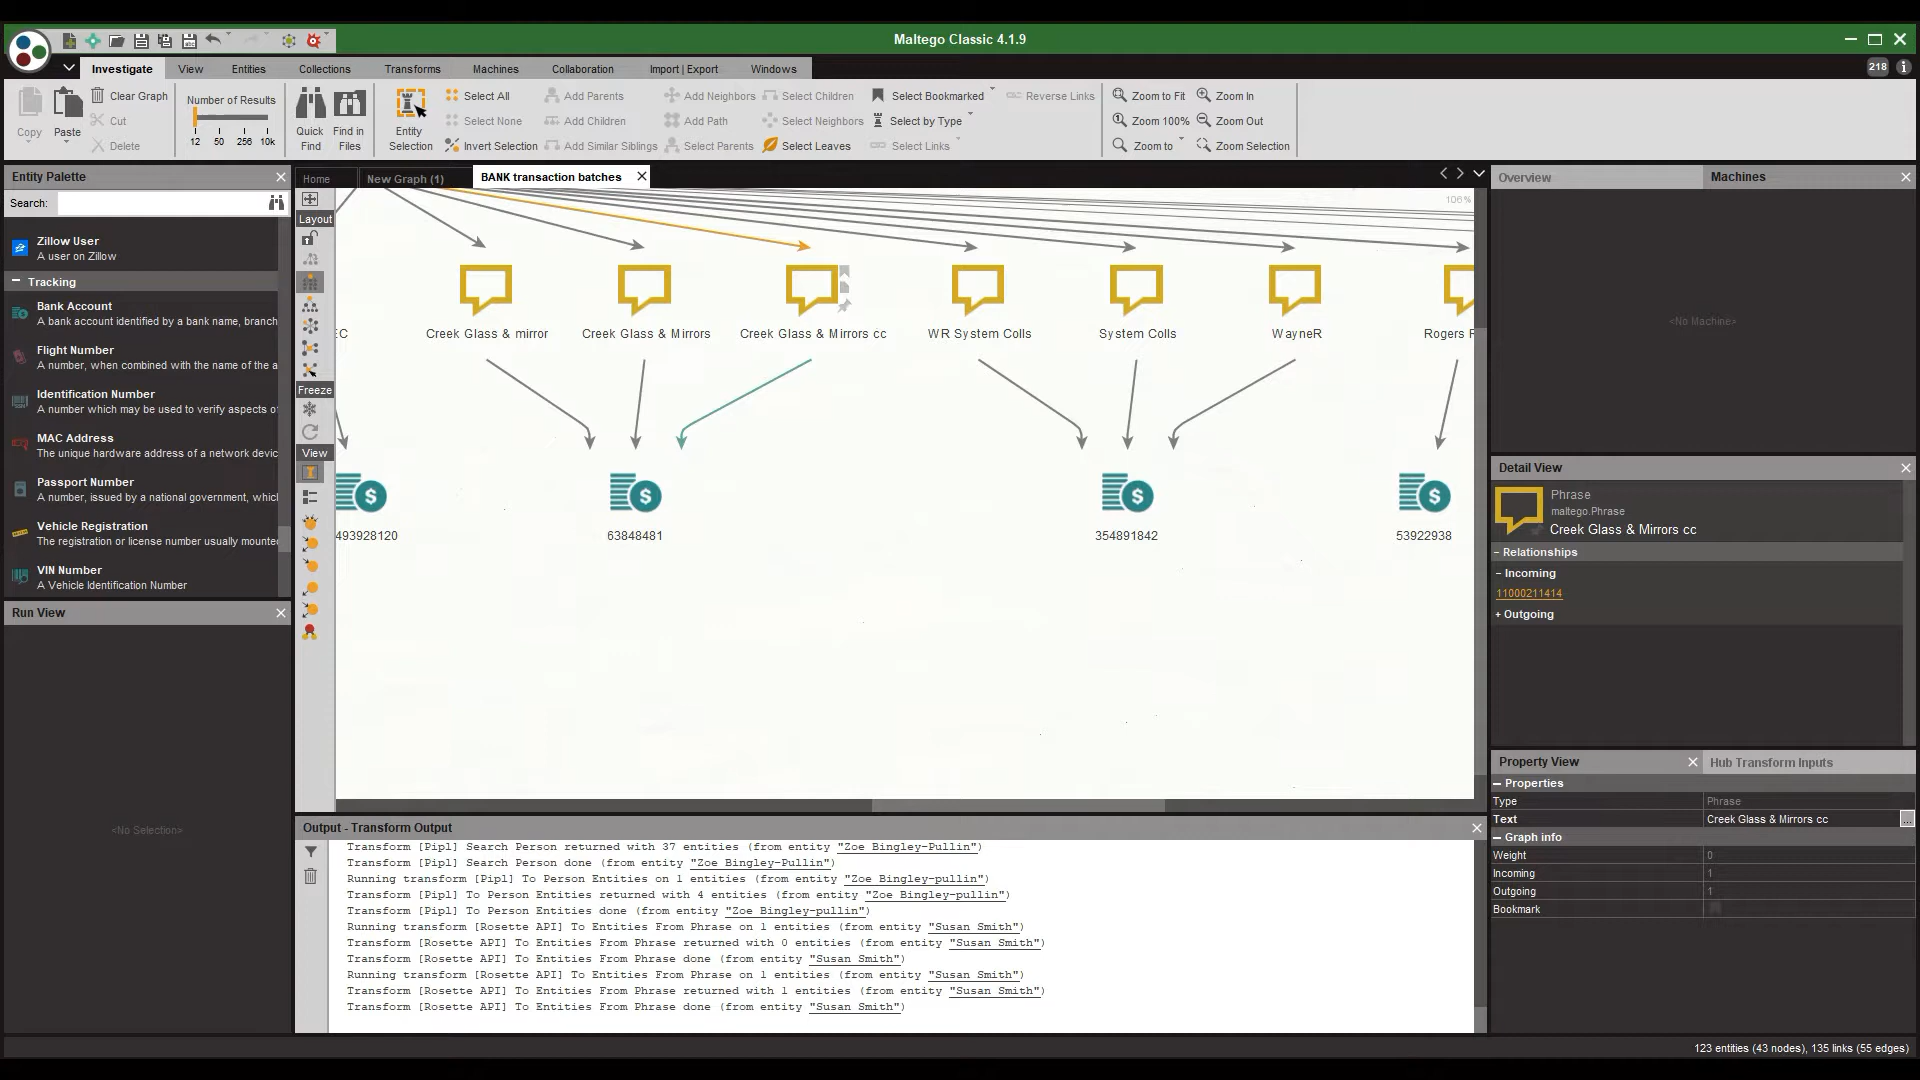 Maltego Classic 4.1.9
Investigate View Entities Collections Transforms Machines Collaboration Import | Export Windows
218
Copy Paste Clear Graph Cut Delete
Number of Results
12 50 256 10k
Quick Find
Find in Files
Entity Selection
Select All Add Parents Add Neighbors Select Children Select Bookmarked Reverse Links Zoom to Fit Zoom In
Select None Add Children Add Path Select Neighbors Select by Type Zoom 100% Zoom Out
Invert Selection Add Similar Siblings Select Parents Select Leaves Select Links Zoom to Zoom Selection
Entity Palette
Search:
Zillow User
A user on Zillow
Tracking
Bank Account
A bank account identified by a bank name, branch
Flight Number
A number, when combined with the name of the a
Identification Number
A number which may be used to verify aspects of
MAC Address
The unique hardware address of a network devic
Passport Number
A number, issued by a national government, whicl
Vehicle Registration
The registration or license number usually mounted
VIN Number
A Vehicle Identification Number
Run View
<No Selection>
Home New Graph (1) BANK transaction batches
Layout
Freeze
View
106%
EC Creek Glass & mirror Creek Glass & Mirrors Creek Glass & Mirrors cc WR System Colls System Colls WayneR Rogers F
493928120 63848481 354891842 53922938
Output - Transform Output
Transform [Pipl] Search Person returned with 37 entities (from entity "Zoe Bingley-Pullin")
Transform [Pipl] Search Person done (from entity "Zoe Bingley-Pullin")
Running transform [Pipl] To Person Entities on 1 entities (from entity "Zoe Bingley-pullin")
Transform [Pipl] To Person Entities returned with 4 entities (from entity "Zoe Bingley-pullin")
Transform [Pipl] To Person Entities done (from entity "Zoe Bingley-pullin")
Running transform [Rosette API] To Entities From Phrase on 1 entities (from entity "Susan Smith")
Transform [Rosette API] To Entities From Phrase returned with 0 entities (from entity "Susan Smith")
Transform [Rosette API] To Entities From Phrase done (from entity "Susan Smith")
Running transform [Rosette API] To Entities From Phrase on 1 entities (from entity "Susan Smith")
Transform [Rosette API] To Entities From Phrase returned with 1 entities (from entity "Susan Smith")
Transform [Rosette API] To Entities From Phrase done (from entity "Susan Smith")
Overview Machines
<No Machine>
Detail View
Phrase
maltego.Phrase
Creek Glass & Mirrors cc
- Relationships
- Incoming
11000211414
+ Outgoing
Property View Hub Transform Inputs
Properties
Type Phrase
Text Creek Glass & Mirrors cc ...
Graph info
Weight 0
Incoming 1
Outgoing 1
Bookmark
123 entities (43 nodes), 135 links (55 edges)